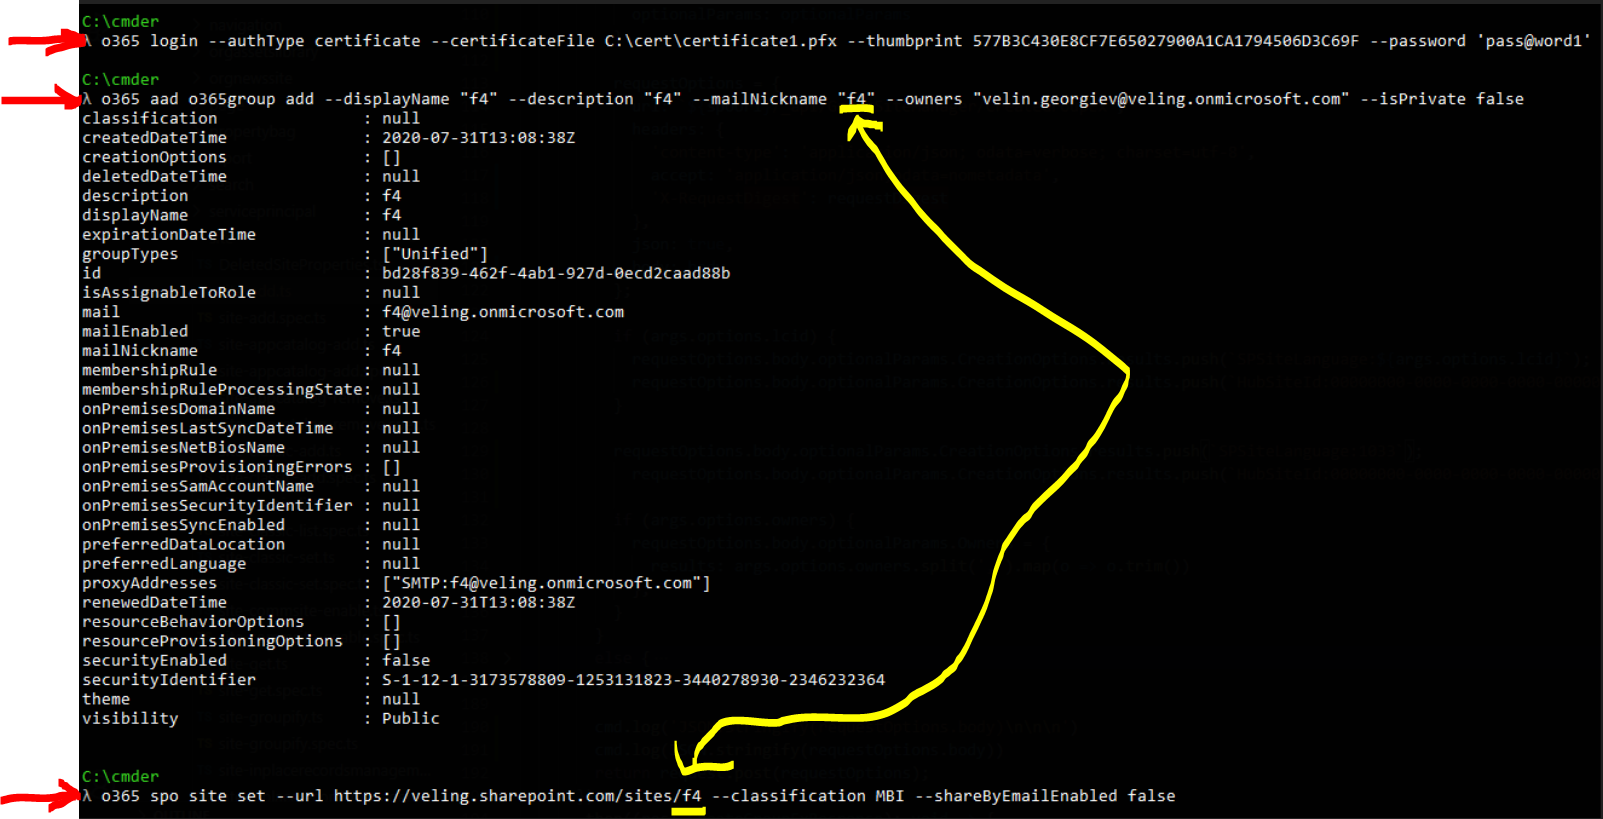 C:\cmder
λ o365 login --authType certificate --certificateFile C:\cert\certificate1.pfx --thumbprint 577B3C430E8CF7E65027900A1CA1794506D3C69F --password 'pass@word1'
C:\cmder
λ o365 aad o365group add --displayName "f4" --description "f4" --mailNickname "f4" --owners "velin.georgiev@veling.onmicrosoft.com" --isPrivate false
classification : null
createdDateTime : 2020-07-31T13:08:38Z
creationOptions : []
deletedDateTime : null
description : f4
displayName : f4
expirationDateTime : null
groupTypes : ["Unified"]
id : bd28f839-462f-4ab1-927d-0ecd2caad88b
isAssignableToRole : null
mail : f4@veling.onmicrosoft.com
mailEnabled : true
mailNickname : f4
membershipRule : null
membershipRuleProcessingState: null
onPremisesDomainName : null
onPremisesLastSyncDateTime : null
onPremisesNetBiosName : null
onPremisesProvisioningErrors : []
onPremisesSamAccountName : null
onPremisesSecurityIdentifier : null
onPremisesSyncEnabled : null
preferredDataLocation : null
preferredLanguage : null
proxyAddresses : ["SMTP:f4@veling.onmicrosoft.com"]
renewedDateTime : 2020-07-31T13:08:38Z
resourceBehaviorOptions : []
resourceProvisioningOptions : []
securityEnabled : false
securityIdentifier : S-1-12-1-3173578809-1253131823-3440278930-2346232364
theme : null
visibility : Public
C:\cmder
λ o365 spo site set --url https://veling.sharepoint.com/sites/f4 --classification MBI --shareByEmailEnabled false